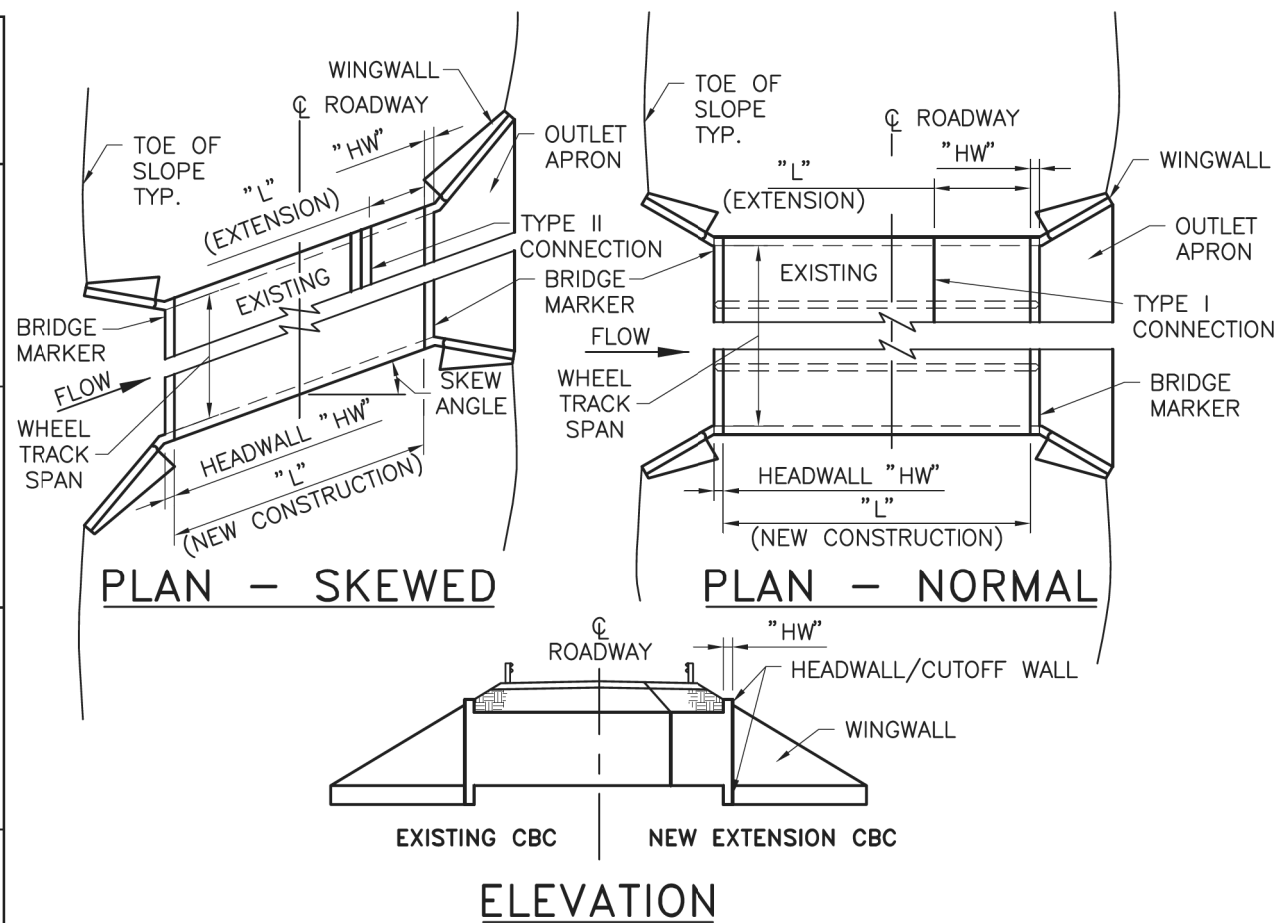 WINGWALL
℄ ROADWAY
TOE OF
SLOPE
TYP.
"HW"
OUTLET
APRON
"L"
(EXTENSION)
TYPE II
CONNECTION
EXISTING
BRIDGE
MARKER
BRIDGE
MARKER
FLOW
SKEW
ANGLE
WHEEL
TRACK
SPAN
HEADWALL "HW"
"L"
(NEW CONSTRUCTION)
PLAN - SKEWED
TOE OF
SLOPE
TYP.
℄ ROADWAY
"HW"
WINGWALL
"L"
(EXTENSION)
OUTLET
APRON
EXISTING
TYPE I
CONNECTION
FLOW
WHEEL
TRACK
SPAN
BRIDGE
MARKER
HEADWALL "HW"
"L"
(NEW CONSTRUCTION)
PLAN - NORMAL
℄
ROADWAY
"HW"
HEADWALL/CUTOFF WALL
WINGWALL
EXISTING CBC
NEW EXTENSION CBC
ELEVATION